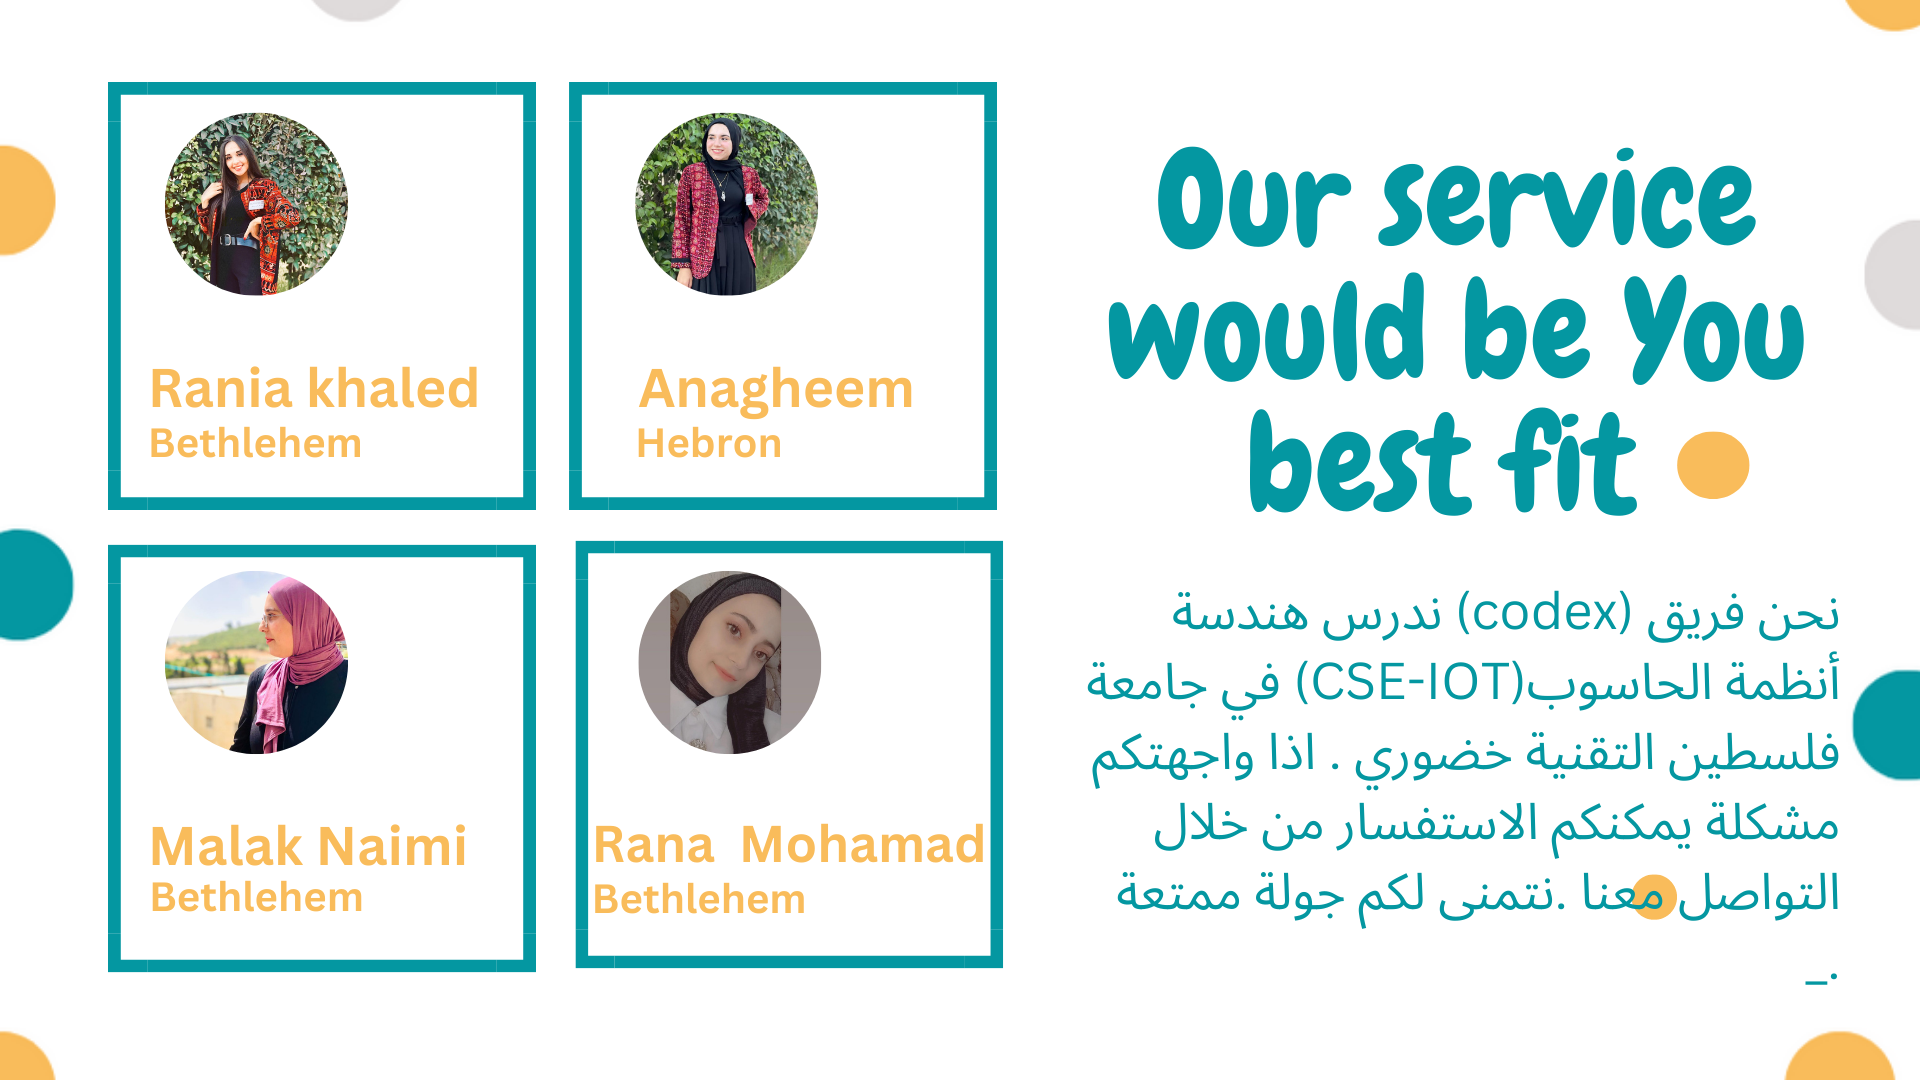 Rania khaled
Bethlehem
Anagheem
Hebron
Malak Naimi
Bethlehem
Rana  Mohamad
Bethlehem
Our service
would be You
best fit
نحن فريق (codex) ندرس هندسة
أنظمة الحاسوب(CSE-IOT) في جامعة
فلسطين التقنية خضوري . اذا واجهتكم
مشكلة يمكنكم الاستفسار من خلال
التواصل معنا .نتمنى لكم جولة ممتعة
._